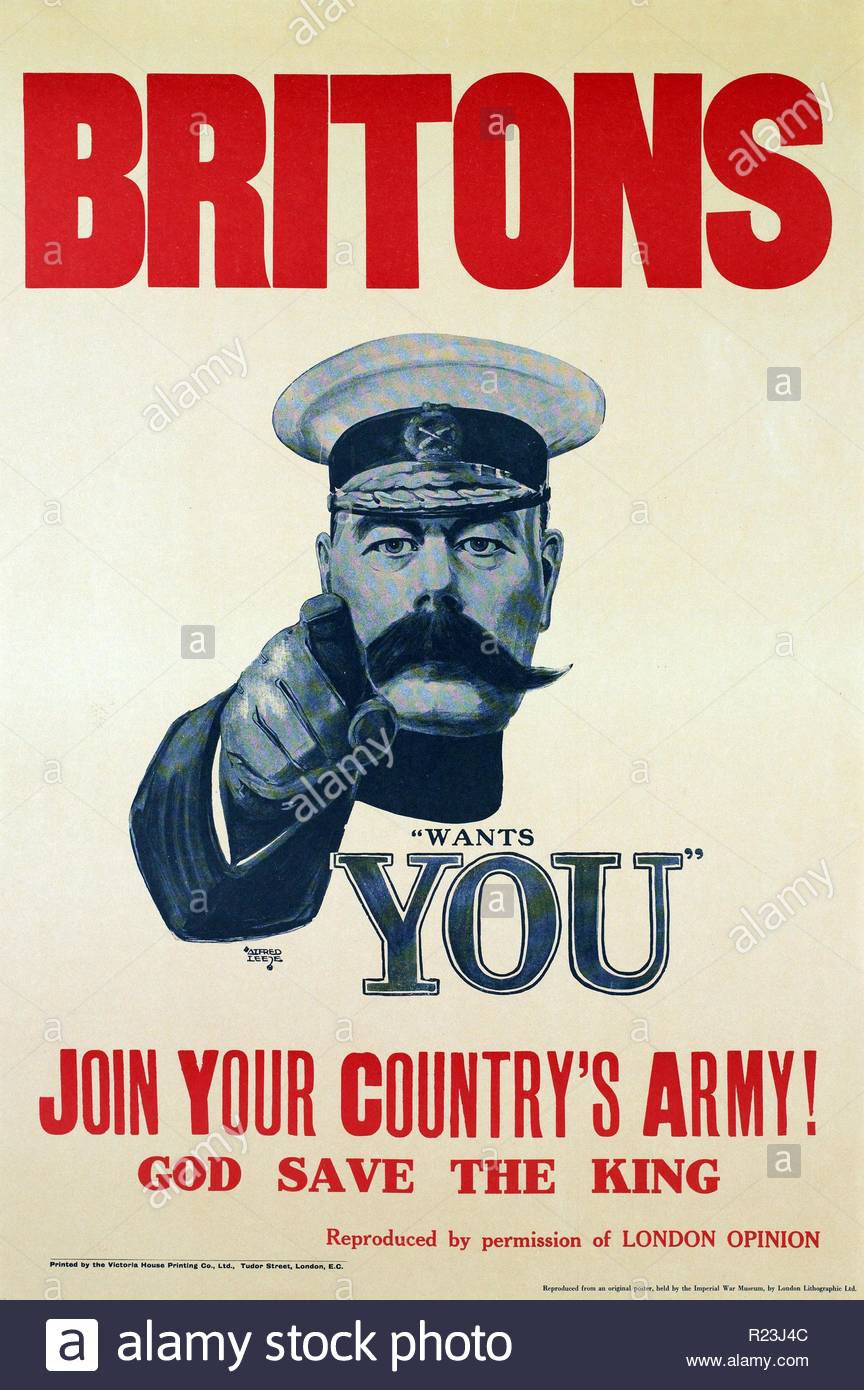 BRITONS
"WANTS
YOU"
ALFRED
LEETE
JOIN YOUR COUNTRY'S ARMY!
GOD SAVE THE KING
Reproduced by permission of LONDON OPINION
Printed by the Victoria House Printing Co., Ltd., Tudor Street, London, E.C.
Reproduced from an original poster, held by the Imperial War Museum, by London Lithographic Ltd.
alamy
a
alamy stock photo
R23J4C
www.alamy.com